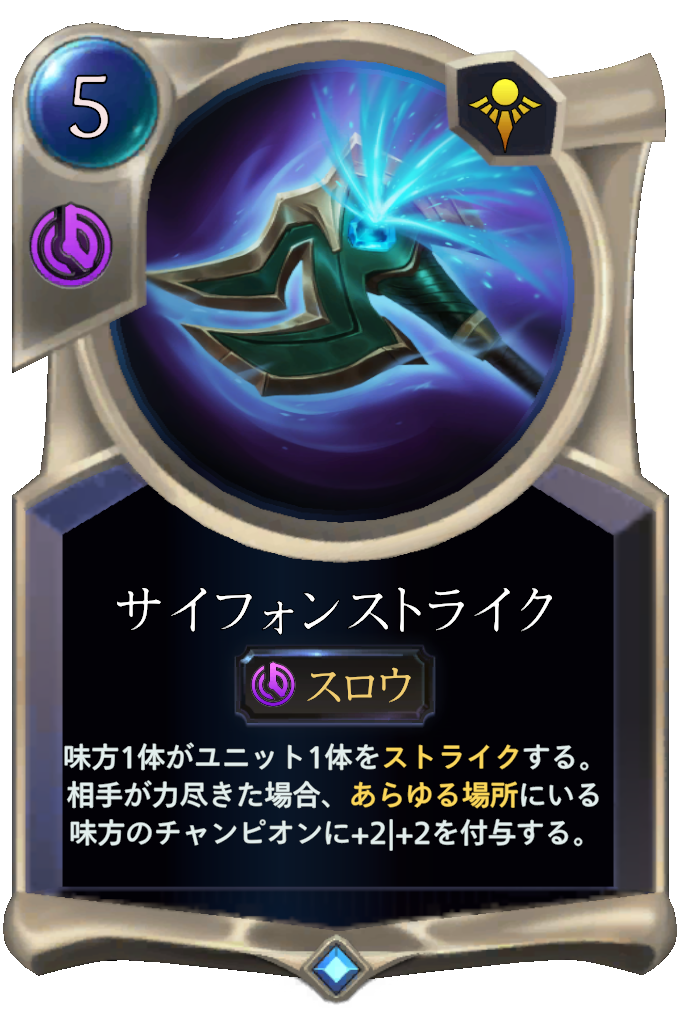 5
サイフォンストライク
スロウ
味方1体がユニット1体をストライクする。
相手が力尽きた場合、あらゆる場所にいる
味方のチャンピオンに+2|+2を付与する。